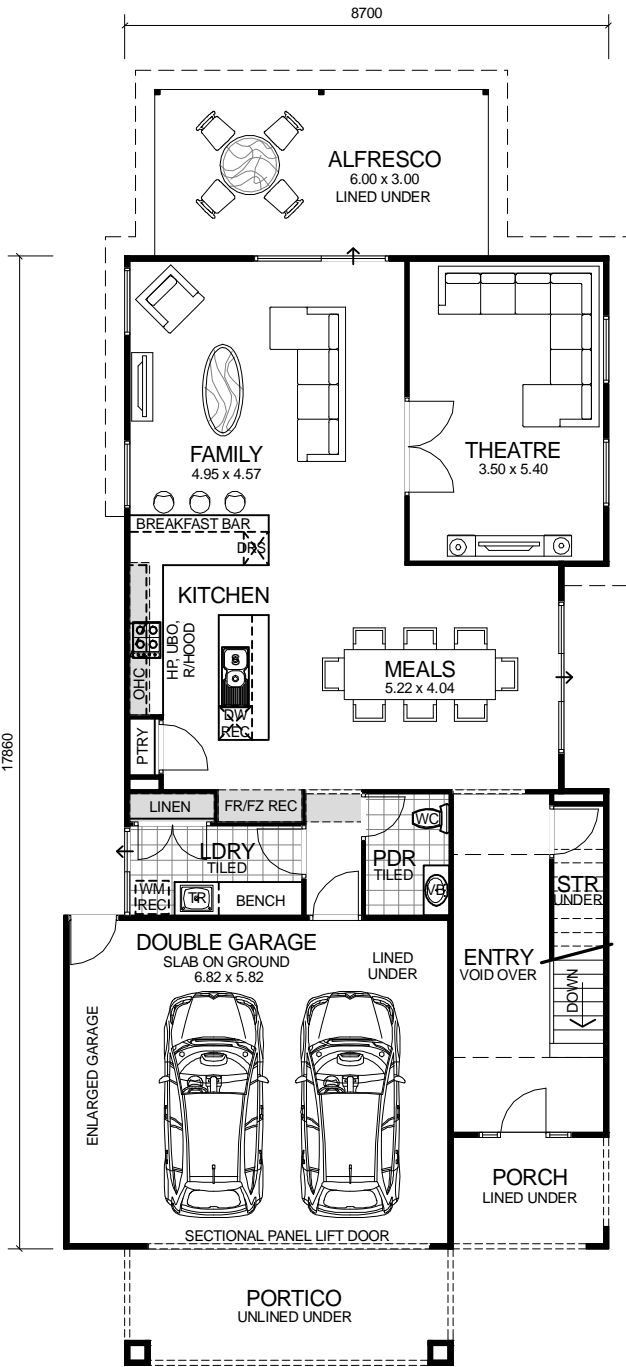 8700
ALFRESCO
6.00 x 3.00
LINED UNDER
17860
FAMILY
4.95 x 4.57
THEATRE
3.50 x 5.40
BREAKFAST BAR
DRS
KITCHEN
HP, UBO,
R/HOOD
OHC
MEALS
5.22 x 4.04
DW
REC
PTRY
LINEN
FR/FZ REC
WC
LDRY
TILED
PDR
TILED
VB
WM
REC
TR
BENCH
STR
UNDER
DOUBLE GARAGE
SLAB ON GROUND
6.82 x 5.82
LINED
UNDER
ENTRY
VOID OVER
DOWN
ENLARGED GARAGE
PORCH
LINED UNDER
SECTIONAL PANEL LIFT DOOR
PORTICO
UNLINED UNDER